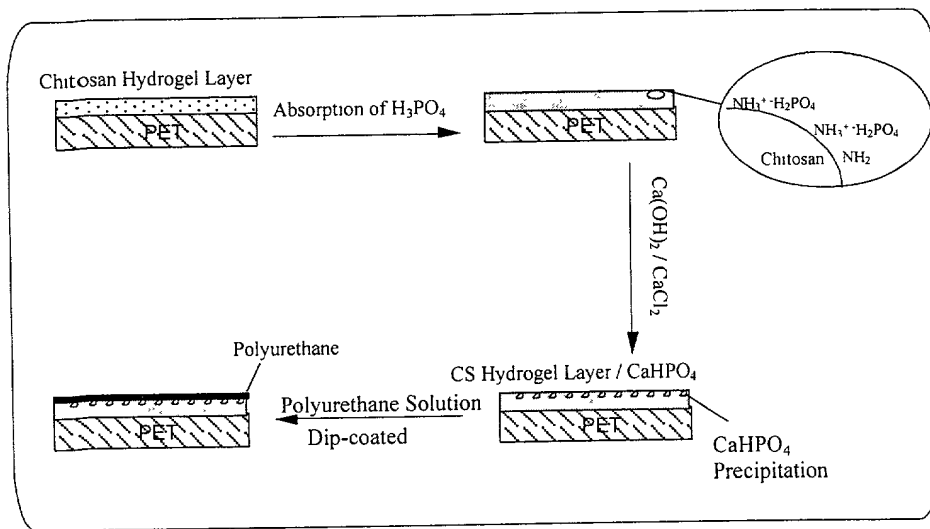 Chitosan Hydrogel Layer
PET
Absorption of H₃PO₄
PET
NH₃⁺⁻H₂PO₄
NH₃⁺⁻H₂PO₄
Chitosan
NH₂
Ca(OH)₂ / CaCl₂
Polyurethane
PET
Polyurethane Solution
Dip-coated
CS Hydrogel Layer / CaHPO₄
PET
CaHPO₄
Precipitation